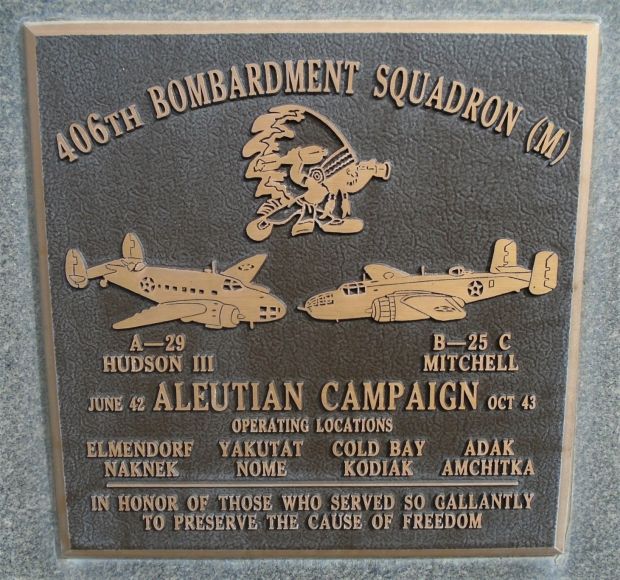 406TH BOMBARDMENT SQUADRON (M)
A-29 B-25 C
HUDSON III MITCHELL
JUNE 42 ALEUTIAN CAMPAIGN OCT 43
OPERATING LOCATIONS
ELMENDORF YAKUTAT COLD BAY ADAK
NAKNEK NOME KODIAK AMCHITKA
IN HONOR OF THOSE WHO SERVED SO GALLANTLY
TO PRESERVE THE CAUSE OF FREEDOM